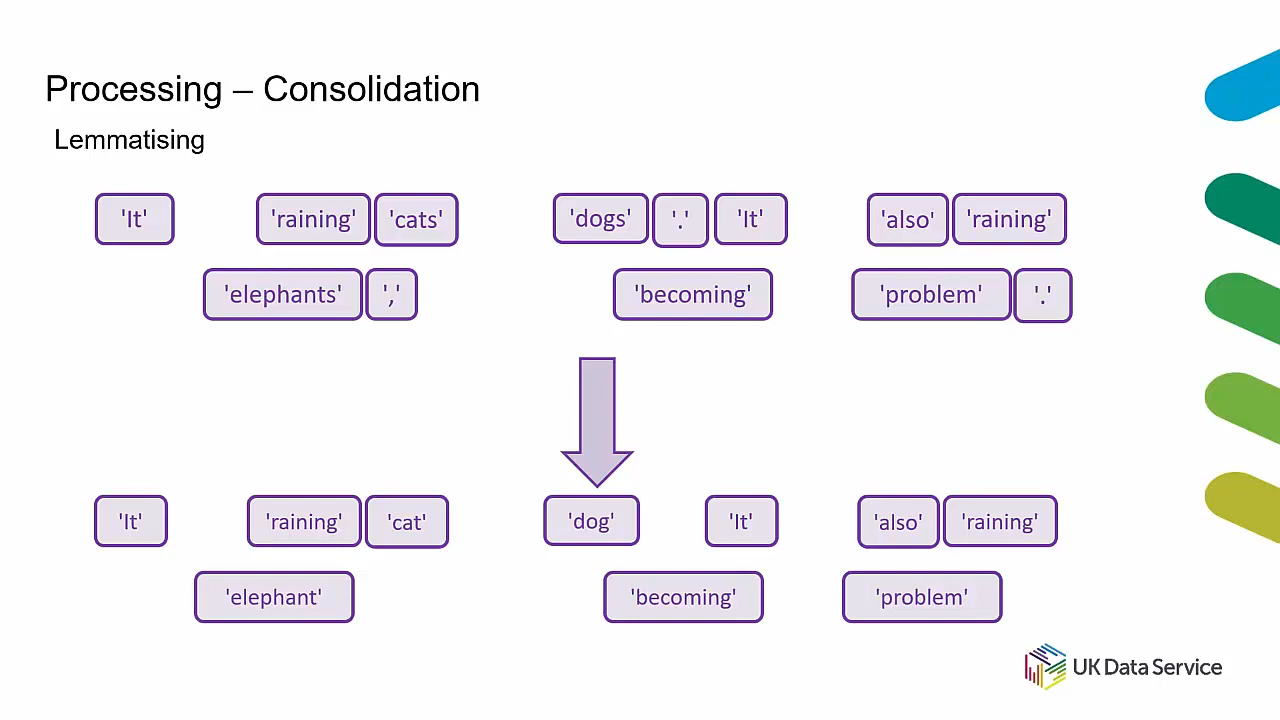 Processing – Consolidation
Lemmatising
'It' 'raining' 'cats' 'dogs' '.' 'It' 'also' 'raining'
'elephants' ',' 'becoming' 'problem' '.'
'It' 'raining' 'cat' 'dog' 'It' 'also' 'raining'
'elephant' 'becoming' 'problem'
UK Data Service